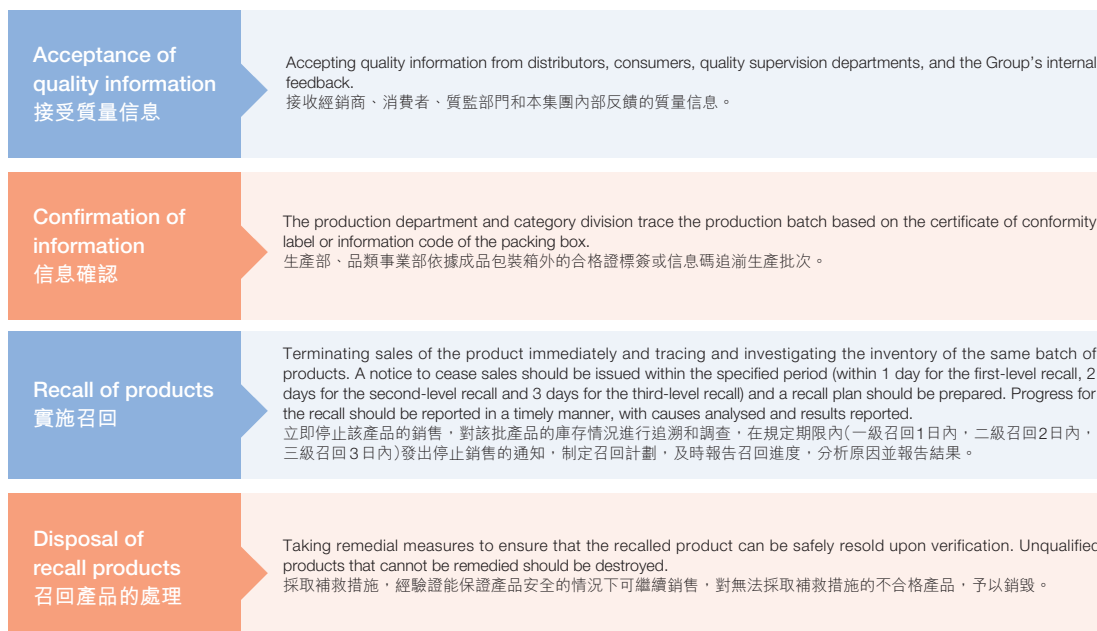 Acceptance of
quality information
接受質量信息
Accepting quality information from distributors, consumers, quality supervision departments, and the Group's internal
feedback.
接收經銷商、消費者、質監部門和本集團內部反饋的質量信息。
Confirmation of
information
信息確認
The production department and category division trace the production batch based on the certificate of conformity
label or information code of the packing box.
生產部、品類事業部依據成品包裝箱外的合格證標簽或信息碼追湔生產批次。
Recall of products
實施召回
Terminating sales of the product immediately and tracing and investigating the inventory of the same batch of
products. A notice to cease sales should be issued within the specified period (within 1 day for the first-level recall, 2
days for the second-level recall and 3 days for the third-level recall) and a recall plan should be prepared. Progress for
the recall should be reported in a timely manner, with causes analysed and results reported.
立即停止該產品的銷售，對該批產品的庫存情況進行追溯和調查，在規定期限內（一級召回1日內，二級召回2日內，
三級召回3日內）發出停止銷售的通知，制定召回計劃，及時報告召回進度，分析原因並報告結果。
Disposal of
recall products
召回產品的處理
Taking remedial measures to ensure that the recalled product can be safely resold upon verification. Unqualified
products that cannot be remedied should be destroyed.
採取補救措施，經驗證能保證產品安全的情況下可繼續銷售，對無法採取補救措施的不合格產品，予以銷毀。